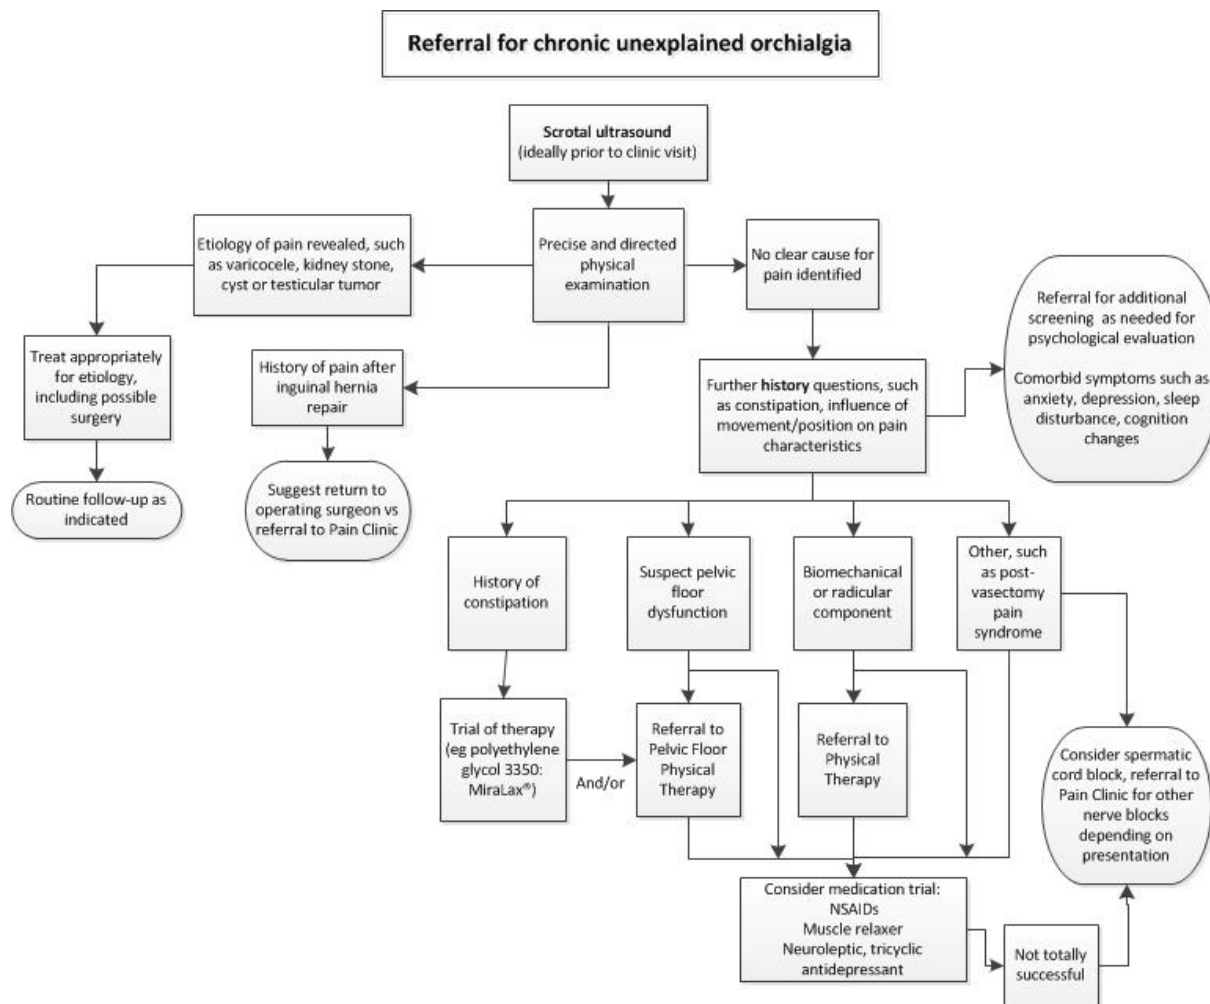 Referral for chronic unexplained orchialgia
Scrotal ultrasound
(ideally prior to clinic visit)
Etiology of pain revealed, such
as varicocele, kidney stone,
cyst or testicular tumor
Precise and directed
physical
examination
No clear cause for
pain identified
Referral for additional
screening as needed for
psychological evaluation
Comorbid symptoms such as
anxiety, depression, sleep
disturbance, cognition
changes
Treat appropriately
for etiology,
including possible
surgery
History of pain after
inguinal hernia
repair
Further history questions, such
as constipation, influence of
movement/position on pain
characteristics
Routine follow-up as
indicated
Suggest return to
operating surgeon vs
referral to Pain Clinic
History of
constipation
Suspect pelvic
floor
dysfunction
Biomechanical
or radicular
component
Other, such
as post-
vasectomy
pain
syndrome
Trial of therapy
(eg polyethylene
glycol 3350:
MiraLax®)
And/or
Referral to
Pelvic Floor
Physical
Therapy
Referral to
Physical
Therapy
Consider spermatic
cord block, referral to
Pain Clinic for other
nerve blocks
depending on
presentation
Consider medication trial:
NSAIDs
Muscle relaxer
Neuroleptic, tricyclic
antidepressant
Not totally
successful